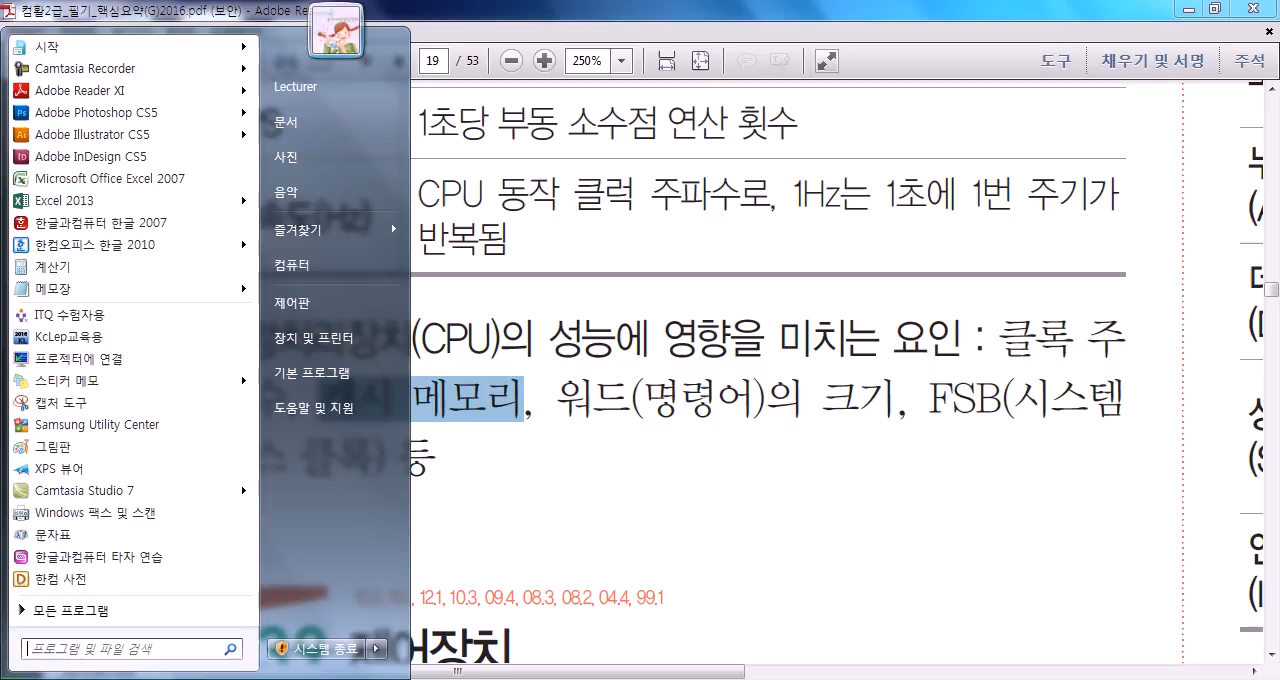 컴활2급_필기_핵심요약(G)2016.pdf (보안) - Adobe Re
시작
Camtasia Recorder
Adobe Reader XI
Adobe Photoshop CS5
Adobe Illustrator CS5
Adobe InDesign CS5
Microsoft Office Excel 2007
Excel 2013
한글과컴퓨터 한글 2007
한컴오피스 한글 2010
계산기
메모장
ITQ 수험자용
KcLep교육용
프로젝터에 연결
스티커 메모
캡처 도구
Samsung Utility Center
그림판
XPS 뷰어
Camtasia Studio 7
Windows 팩스 및 스캔
문자표
한글과컴퓨터 타자 연습
한컴 사전
모든 프로그램
프로그램 및 파일 검색
Lecturer
문서
사진
음악
즐겨찾기
컴퓨터
제어판
장치 및 프린터
기본 프로그램
도움말 및 지원
시스템 종료
19 / 53
250%
도구 채우기 및 서명 주석
1초당 부동 소수점 연산 횟수
CPU 동작 클럭 주파수로, 1Hz는 1초에 1번 주기가
반복됨
(CPU)의 성능에 영향을 미치는 요인 : 클록 주
메모리, 워드(명령어)의 크기, FSB(시스템
등
, 12.1, 10.3, 09.4, 08.3, 08.2, 04.4, 99.1
제어장치